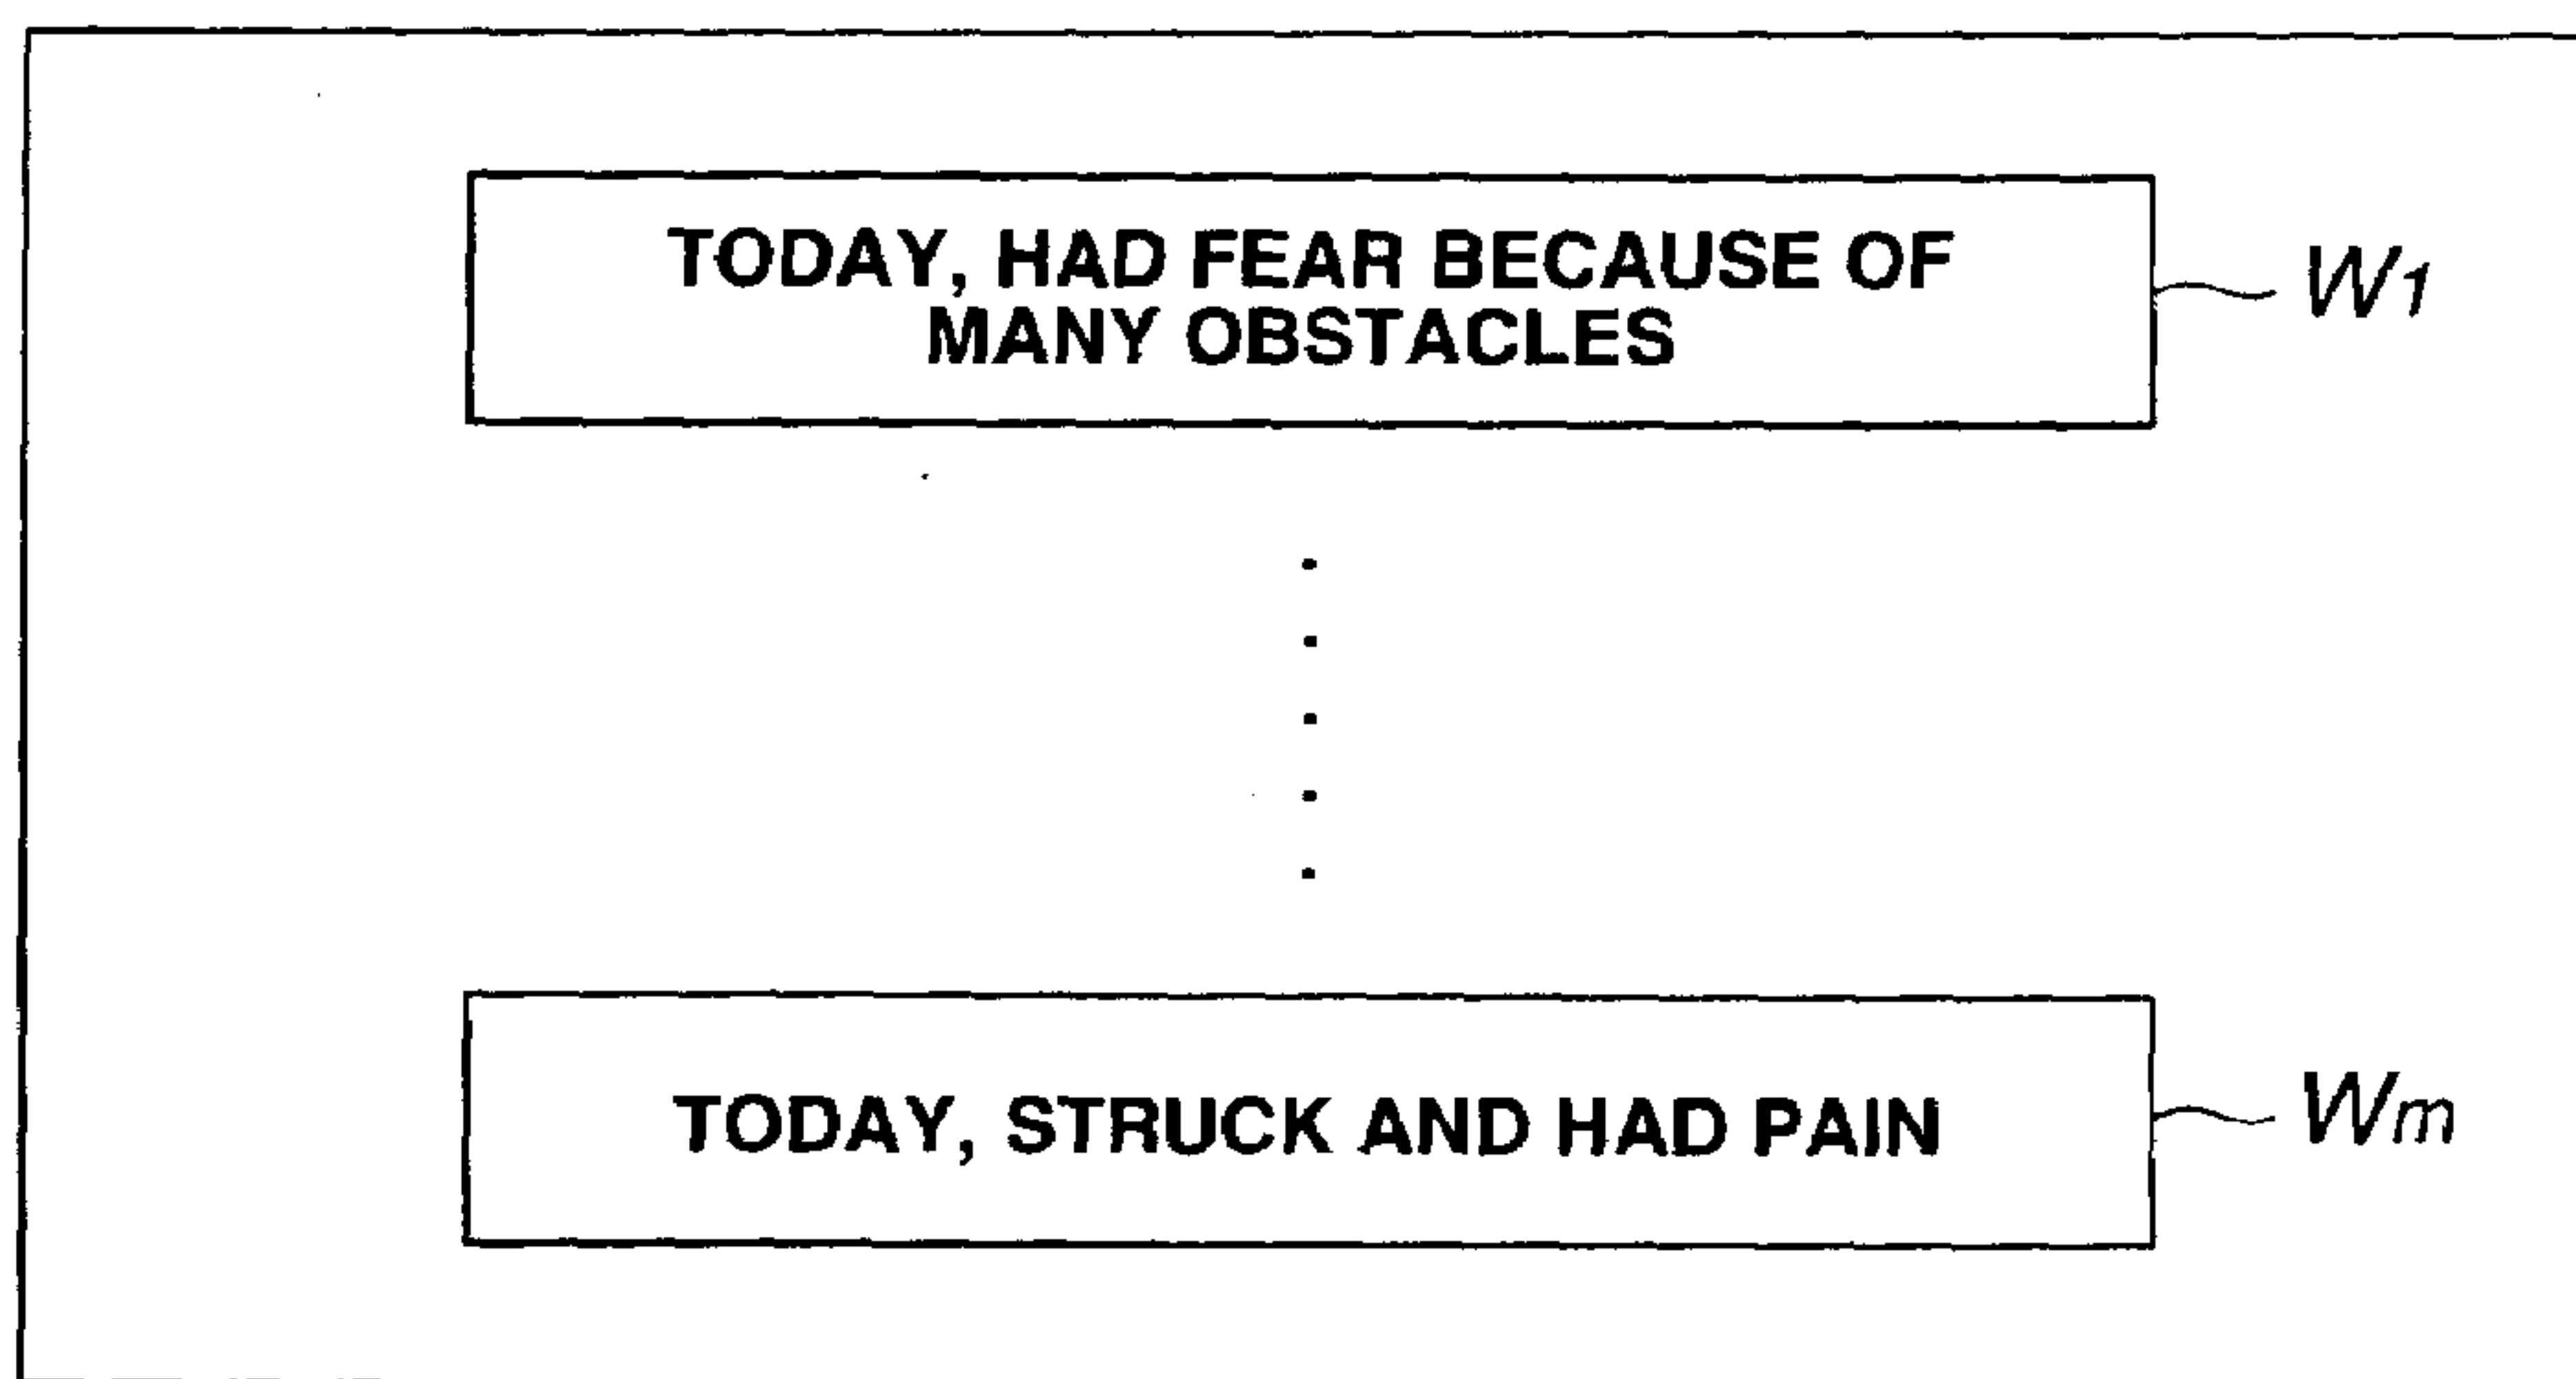 TODAY, HAD FEAR BECAUSE OF
MANY OBSTACLES
W1
TODAY, STRUCK AND HAD PAIN
Wm